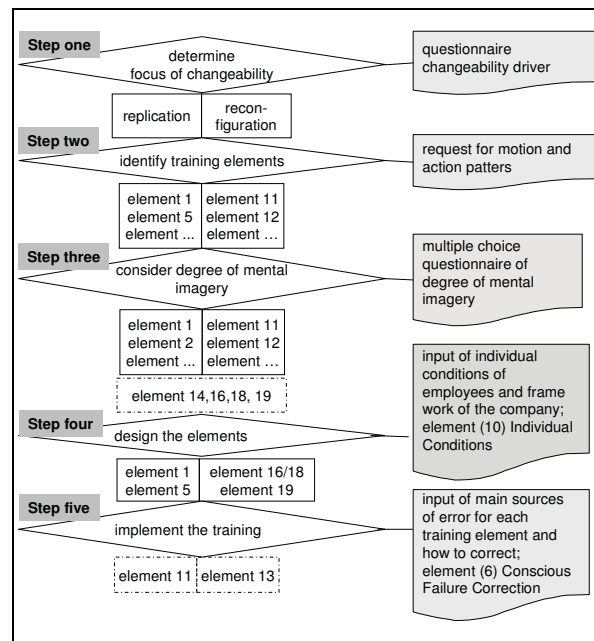 Step one
determine
focus of changeability
questionnaire
changeability driver
replication
recon-
figuration
Step two
identify training elements
request for motion and
action patters
element 1
element 5
element ...
element 11
element 12
element …
Step three
consider degree of mental
imagery
multiple choice
questionnaire of
degree of mental
imagery
element 1
element 2
element ...
element 11
element 12
element …
element 14,16,18, 19
Step four
design the elements
input of individual
conditions of
employees and frame
work of the company;
element (10) Individual
Conditions
element 1
element 5
element 16/18
element 19
Step five
implement the training
input of main sources
of error for each
training element and
how to correct;
element (6) Conscious
Failure Correction
element 11
element 13